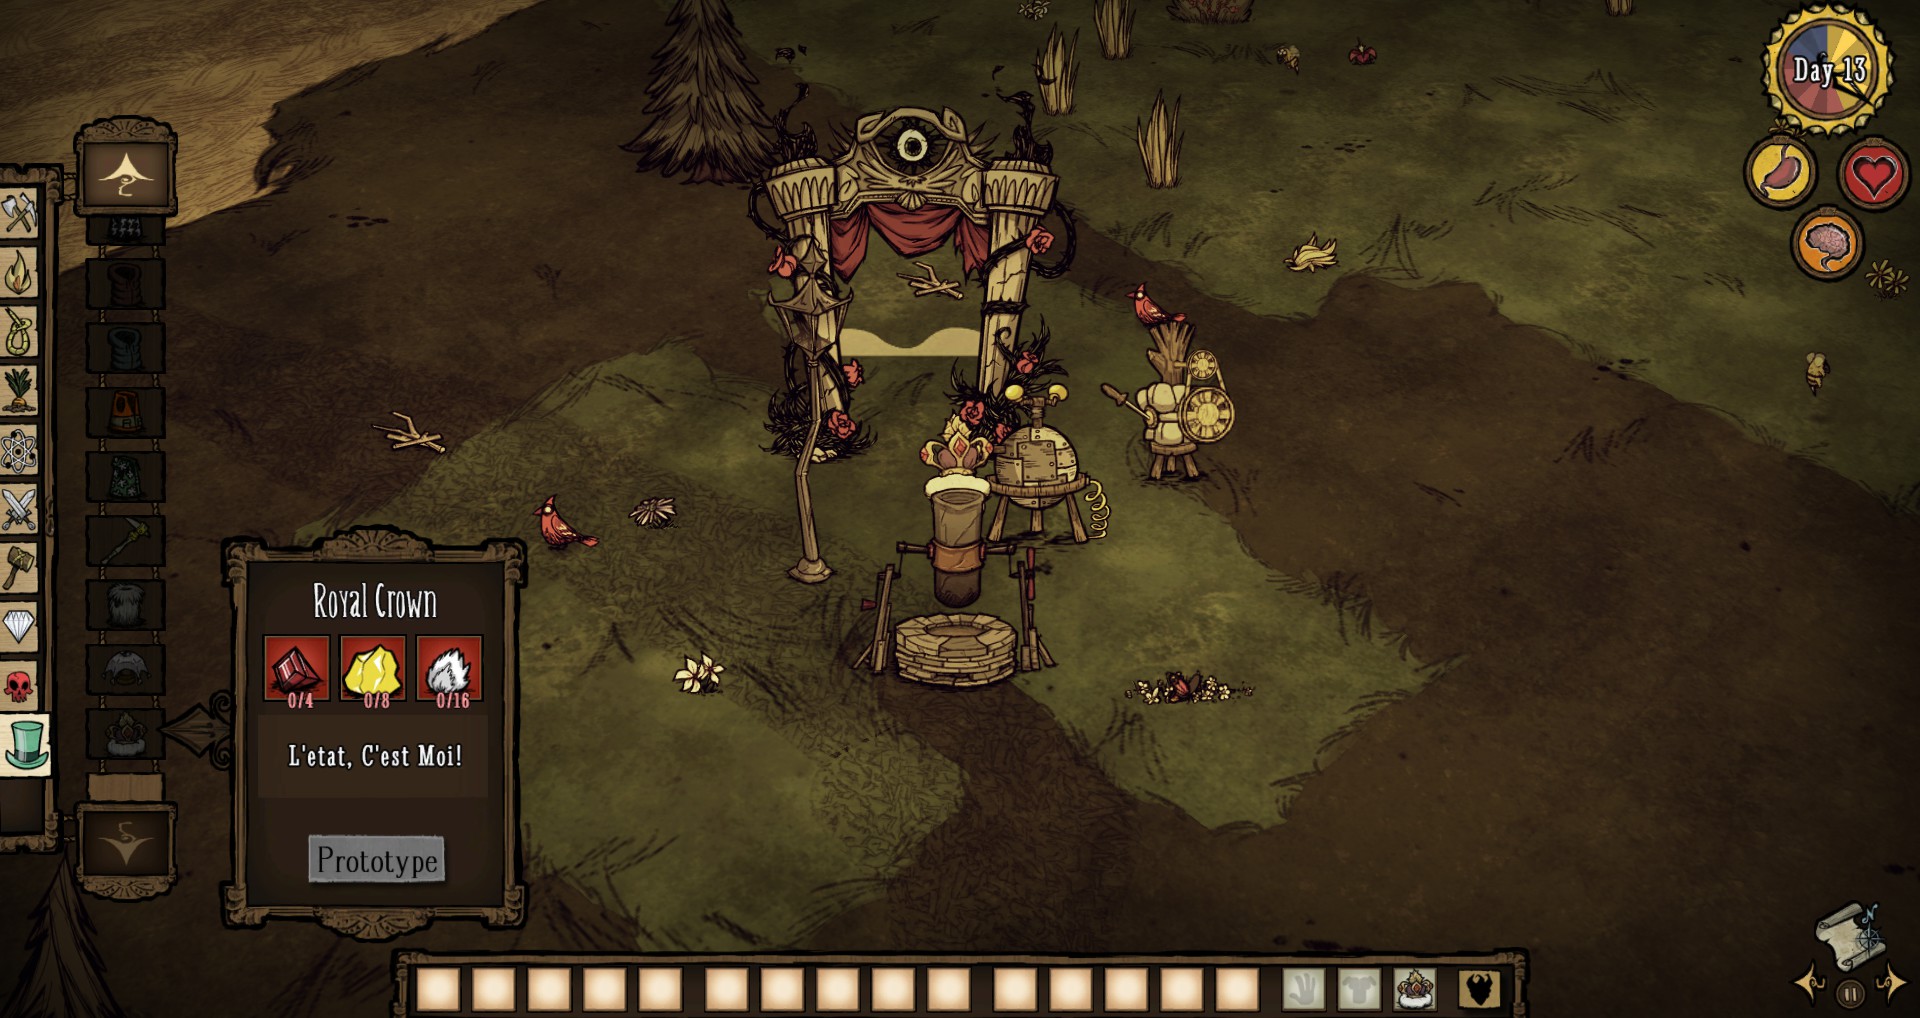 Day 13
Royal Crown
0/4 0/8 0/16
L'etat, C'est Moi!
Prototype
N